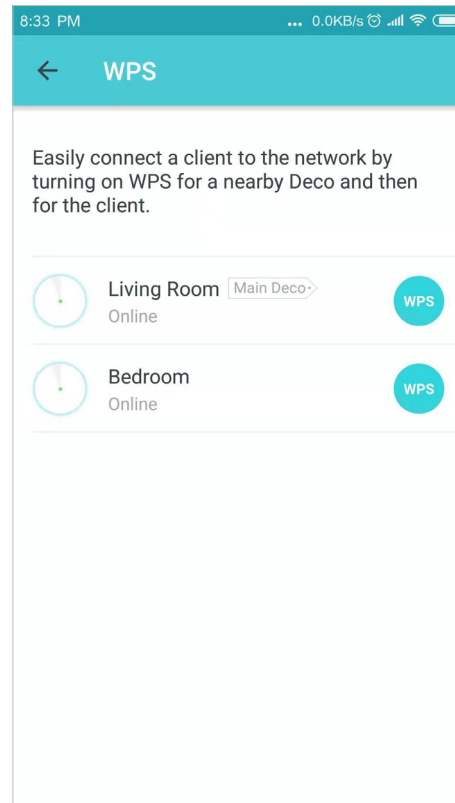 8:33 PM ... 0.0KB/s
WPS
Easily connect a client to the network by
turning on WPS for a nearby Deco and then
for the client.
Living Room Main Deco
WPS
Online
Bedroom
WPS
Online